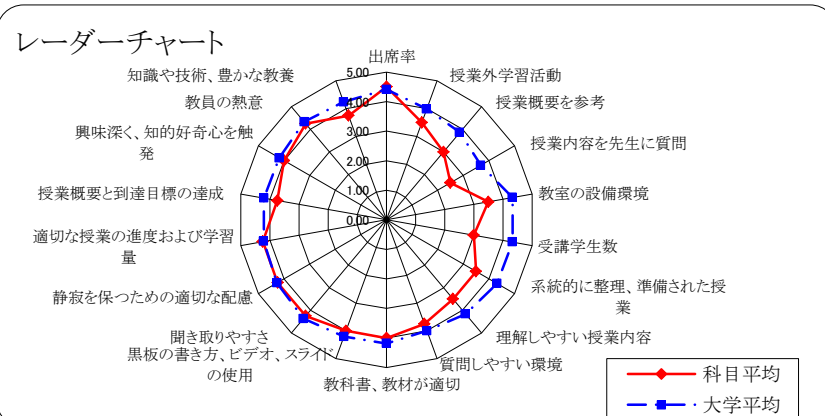 レーダーチャート
出席率
授業外学習活動
授業概要を参考
授業内容を先生に質問
教室の設備環境
受講学生数
系統的に整理、準備された授
業
理解しやすい授業内容
質問しやすい環境
教科書、教材が適切
黒板の書き方、ビデオ、スライド
の使用
聞き取りやすさ
静寂を保つための適切な配慮
適切な授業の進度および学習
量
授業概要と到達目標の達成
興味深く、知的好奇心を触
発
教員の熱意
知識や技術、豊かな教養
5.00
4.00
3.00
2.00
1.00
0.00
科目平均
大学平均